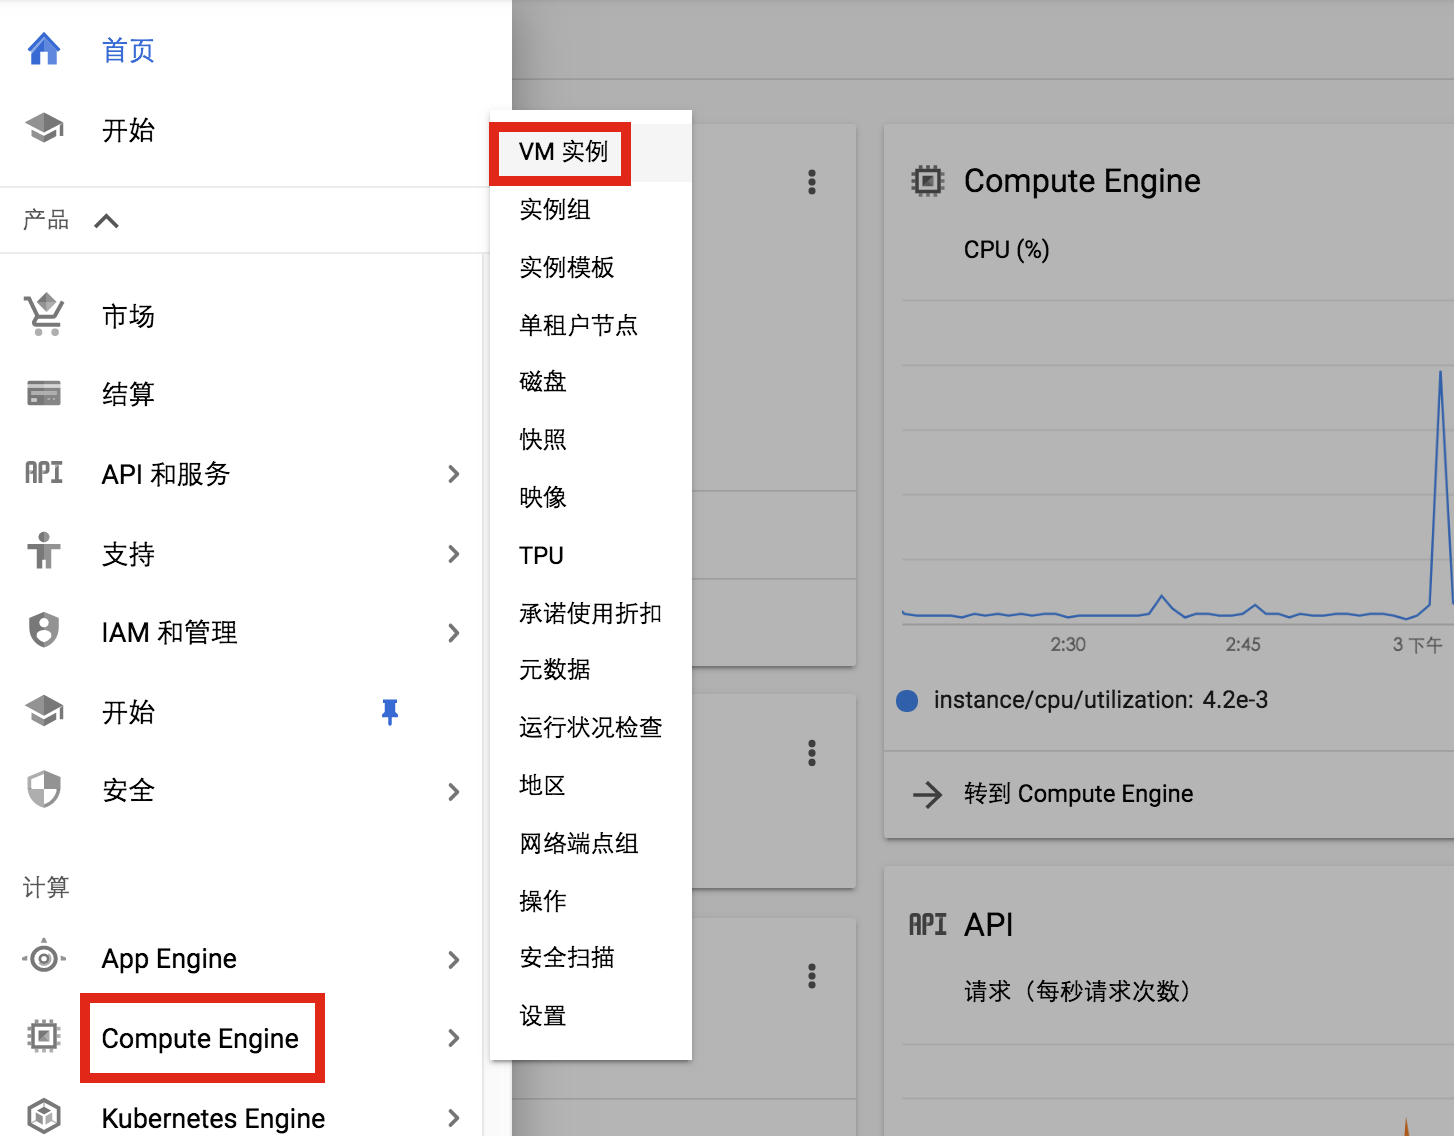 首页
开始
产品
市场
结算
API API 和服务
支持
IAM 和管理
开始
安全
计算
App Engine
Compute Engine
Kubernetes Engine
VM 实例
实例组
实例模板
单租户节点
磁盘
快照
映像
TPU
承诺使用折扣
元数据
运行状况检查
地区
网络端点组
操作
安全扫描
设置
Compute Engine
CPU (%)
2:30 2:45 3 下午
instance/cpu/utilization: 4.2e-3
转到 Compute Engine
API API
请求（每秒请求次数）